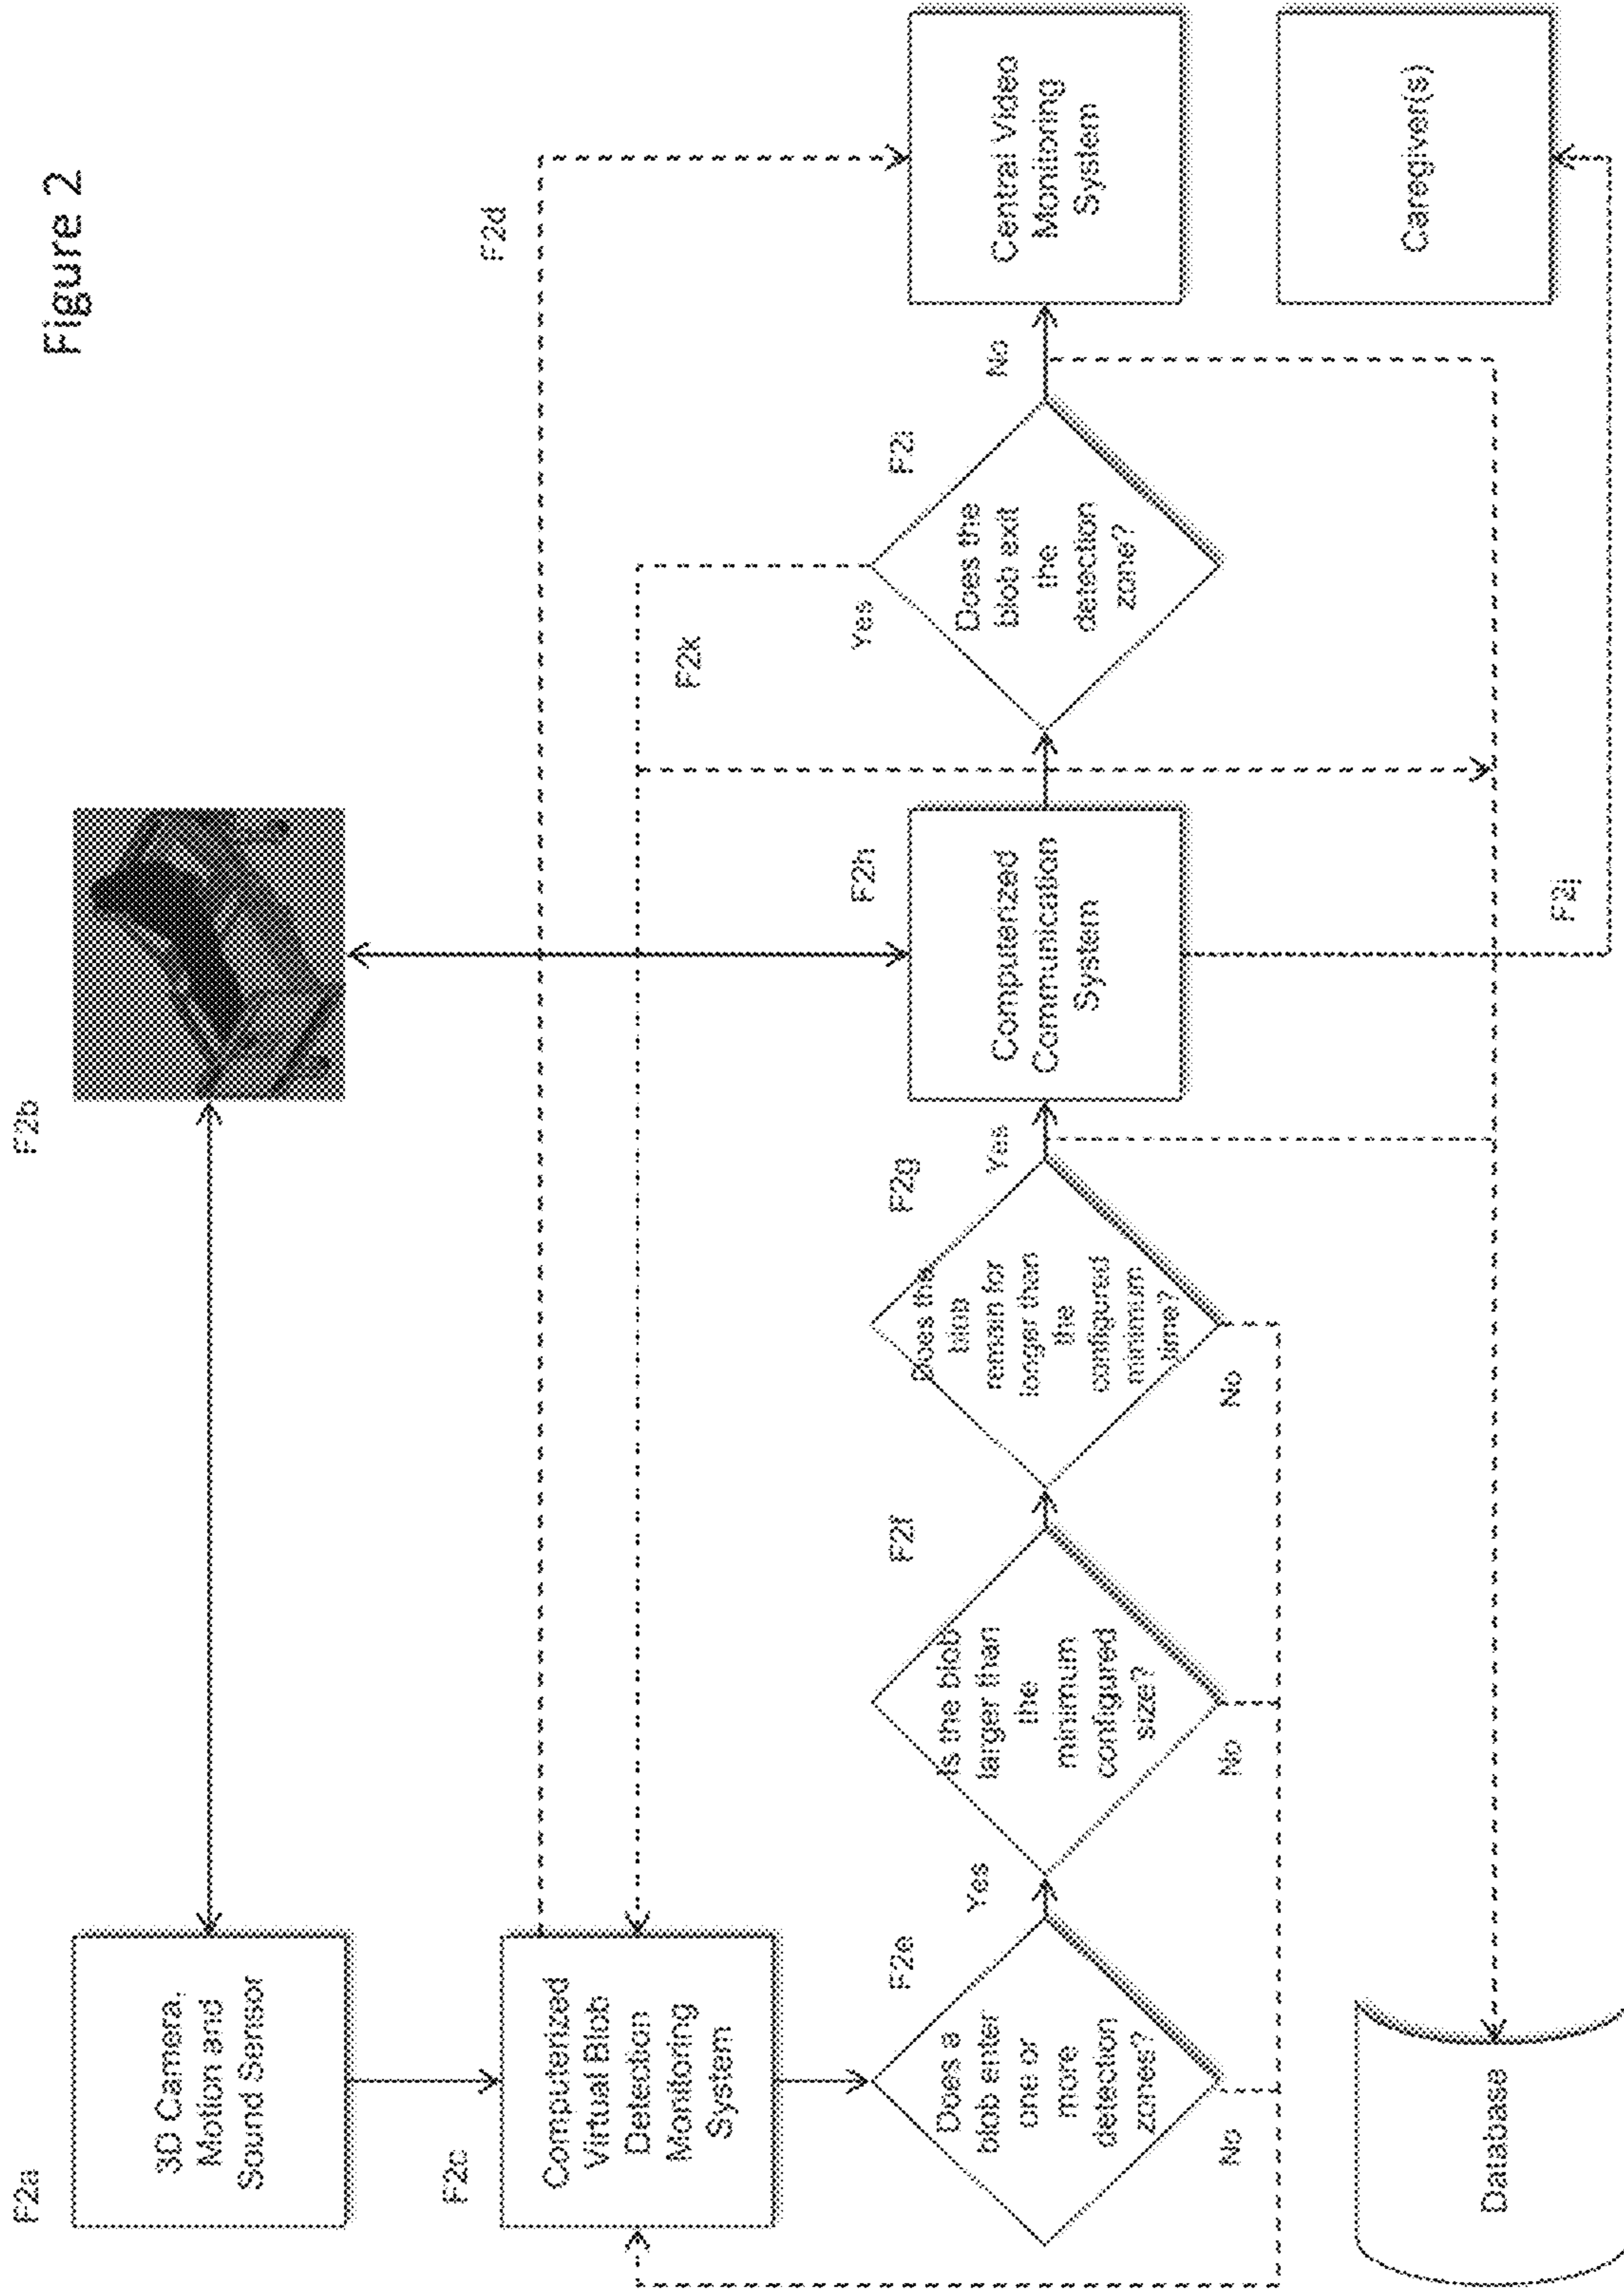 Figure 2
F2a
3D Camera,
Motion and
Sound Sensor
F2b
F2c
Computerized
Virtual Blob
Detection
Monitoring
System
F2d
F2e
Does a
blob enter
one or
more
detection
zones?
Yes
No
F2f
Is the blob
larger than
the
minimum
configured
size?
No
F2g
Does the
blob
remain for
longer then
the
configured
minimum
time?
Yes
No
F2h
Computerized
Communication
System
F2i
Does the
blob exit
the
detection
zone?
Yes
No
F2k
Central Video
Monitoring
System
F2j
Caregiver(s)
Database